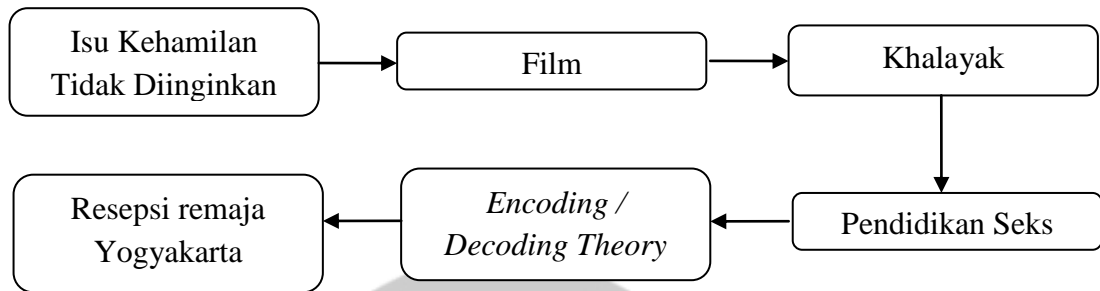 Isu Kehamilan
Tidak Diinginkan
Film
Khalayak
Pendidikan Seks
Encoding /
Decoding Theory
Resepsi remaja
Yogyakarta